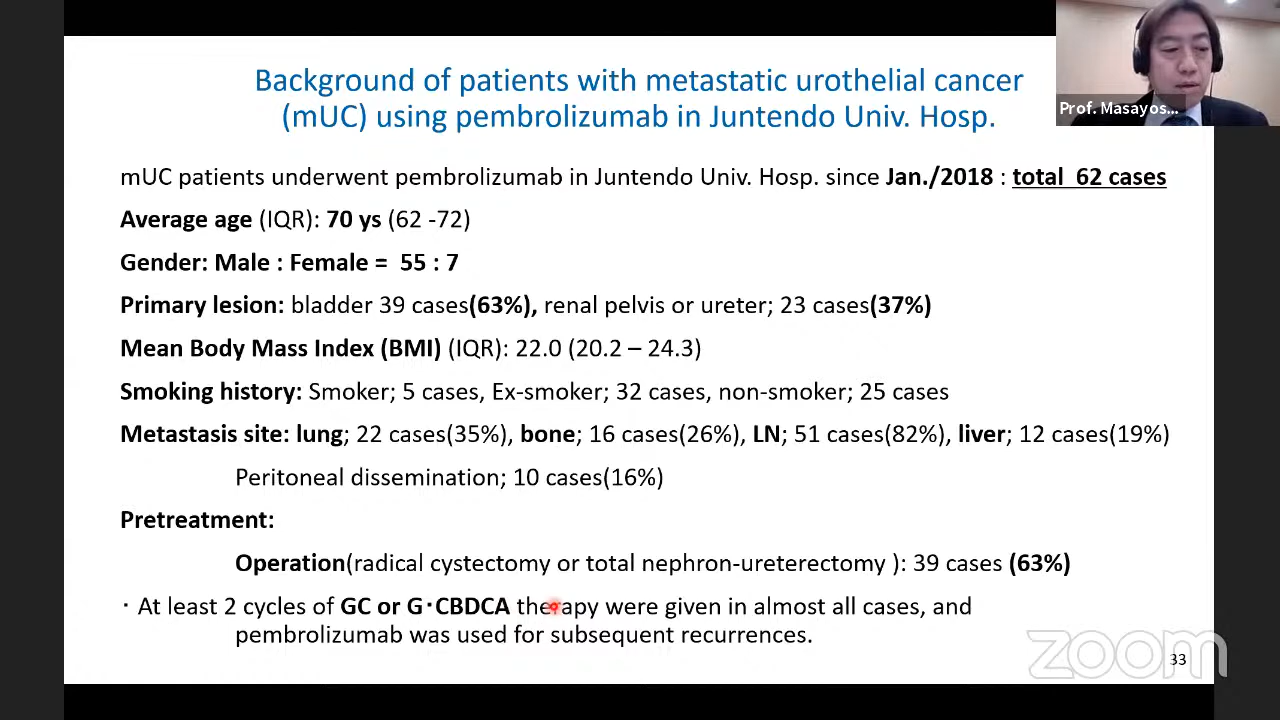 Background of patients with metastatic urothelial cancer
(mUC) using pembrolizumab in Juntendo Univ. Hosp.
Prof. Masayos...
mUC patients underwent pembrolizumab in Juntendo Univ. Hosp. since Jan./2018 : total 62 cases
Average age (IQR): 70 ys (62 -72)
Gender: Male : Female = 55 : 7
Primary lesion: bladder 39 cases(63%), renal pelvis or ureter; 23 cases(37%)
Mean Body Mass Index (BMI) (IQR): 22.0 (20.2 – 24.3)
Smoking history: Smoker; 5 cases, Ex-smoker; 32 cases, non-smoker; 25 cases
Metastasis site: lung; 22 cases(35%), bone; 16 cases(26%), LN; 51 cases(82%), liver; 12 cases(19%)
Peritoneal dissemination; 10 cases(16%)
Pretreatment:
Operation(radical cystectomy or total nephron-ureterectomy ): 39 cases (63%)
・At least 2 cycles of GC or G・CBDCA therapy were given in almost all cases, and
pembrolizumab was used for subsequent recurrences.
zoom
33